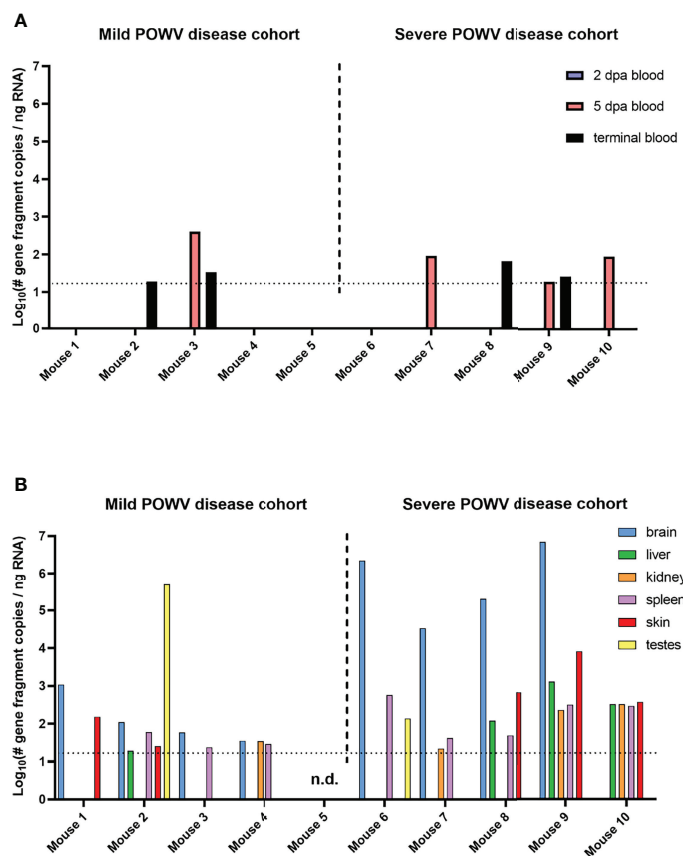 A
Mild POWV disease cohort
Severe POWV disease cohort
Log10(# gene fragment copies / ng RNA)
7
6
5
4
3
2
1
0
2 dpa blood
5 dpa blood
terminal blood
Mouse 1
Mouse 2
Mouse 3
Mouse 4
Mouse 5
Mouse 6
Mouse 7
Mouse 8
Mouse 9
Mouse 10
B
Mild POWV disease cohort
Severe POWV disease cohort
Log10(# gene fragment copies / ng RNA)
7
6
5
4
3
2
1
0
brain
liver
kidney
spleen
skin
testes
n.d.
Mouse 1
Mouse 2
Mouse 3
Mouse 4
Mouse 5
Mouse 6
Mouse 7
Mouse 8
Mouse 9
Mouse 10